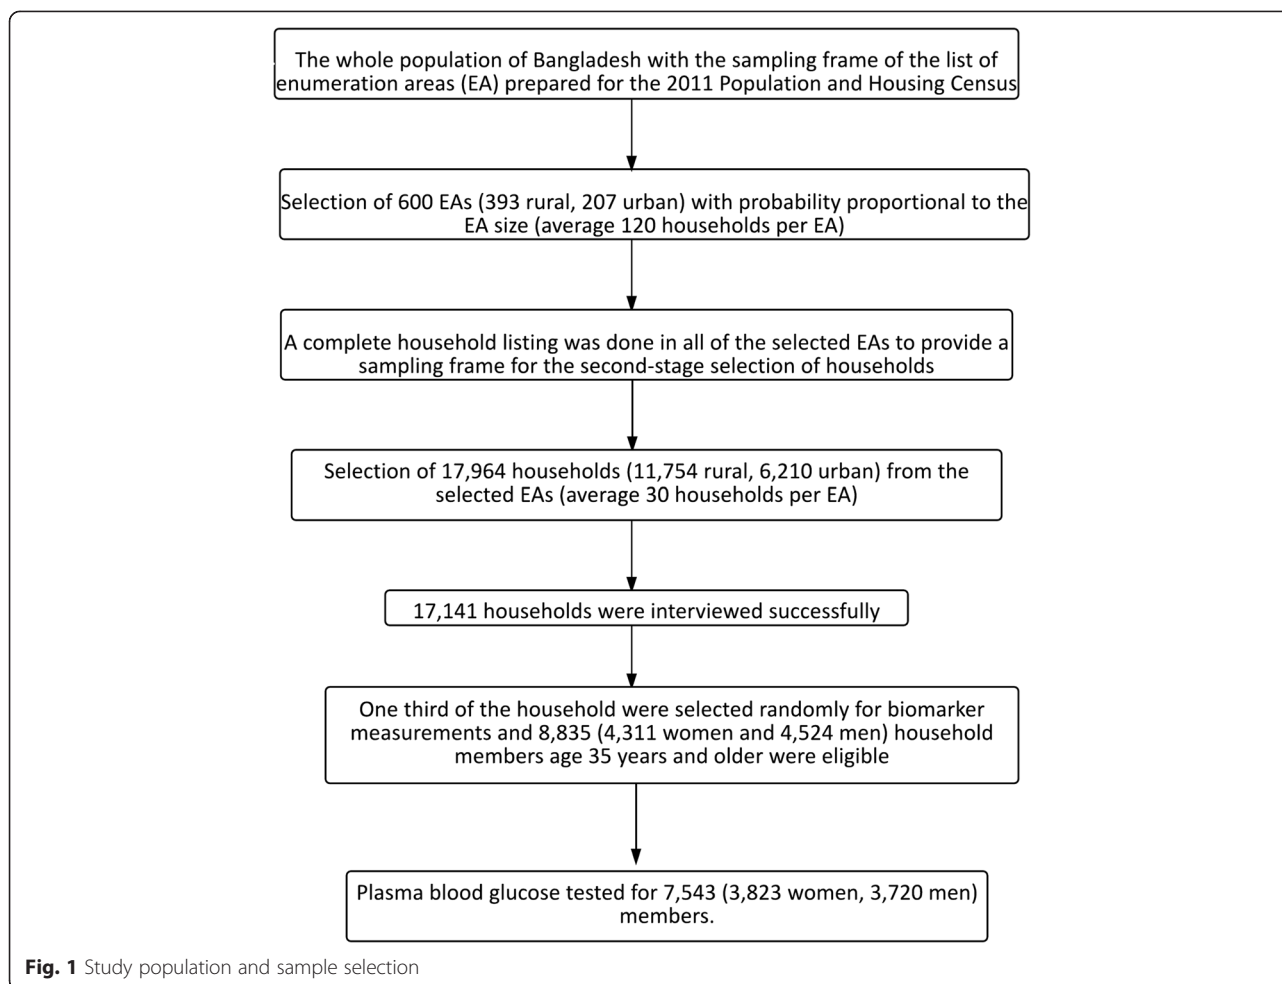 The whole population of Bangladesh with the sampling frame of the list of
enumeration areas (EA) prepared for the 2011 Population and Housing Census
Selection of 600 EAs (393 rural, 207 urban) with probability proportional to the
EA size (average 120 households per EA)
A complete household listing was done in all of the selected EAs to provide a
sampling frame for the second-stage selection of households
Selection of 17,964 households (11,754 rural, 6,210 urban) from the
selected EAs (average 30 households per EA)
17,141 households were interviewed successfully
One third of the household were selected randomly for biomarker
measurements and 8,835 (4,311 women and 4,524 men) household
members age 35 years and older were eligible
Plasma blood glucose tested for 7,543 (3,823 women, 3,720 men)
members.
Fig. 1 Study population and sample selection